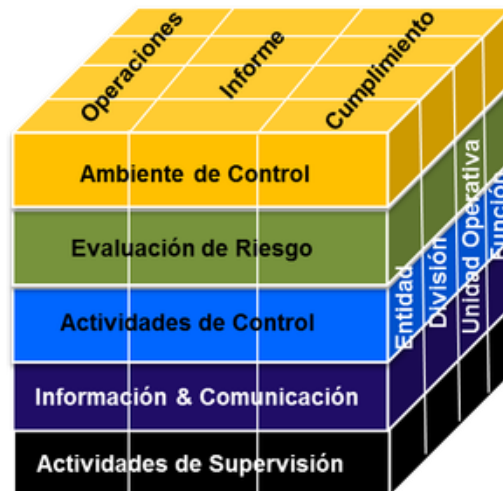 Operaciones
Informe
Cumplimiento
Ambiente de Control
Evaluación de Riesgo
Actividades de Control
Información & Comunicación
Actividades de Supervisión
Entidad
División
Unidad Operativa
Función